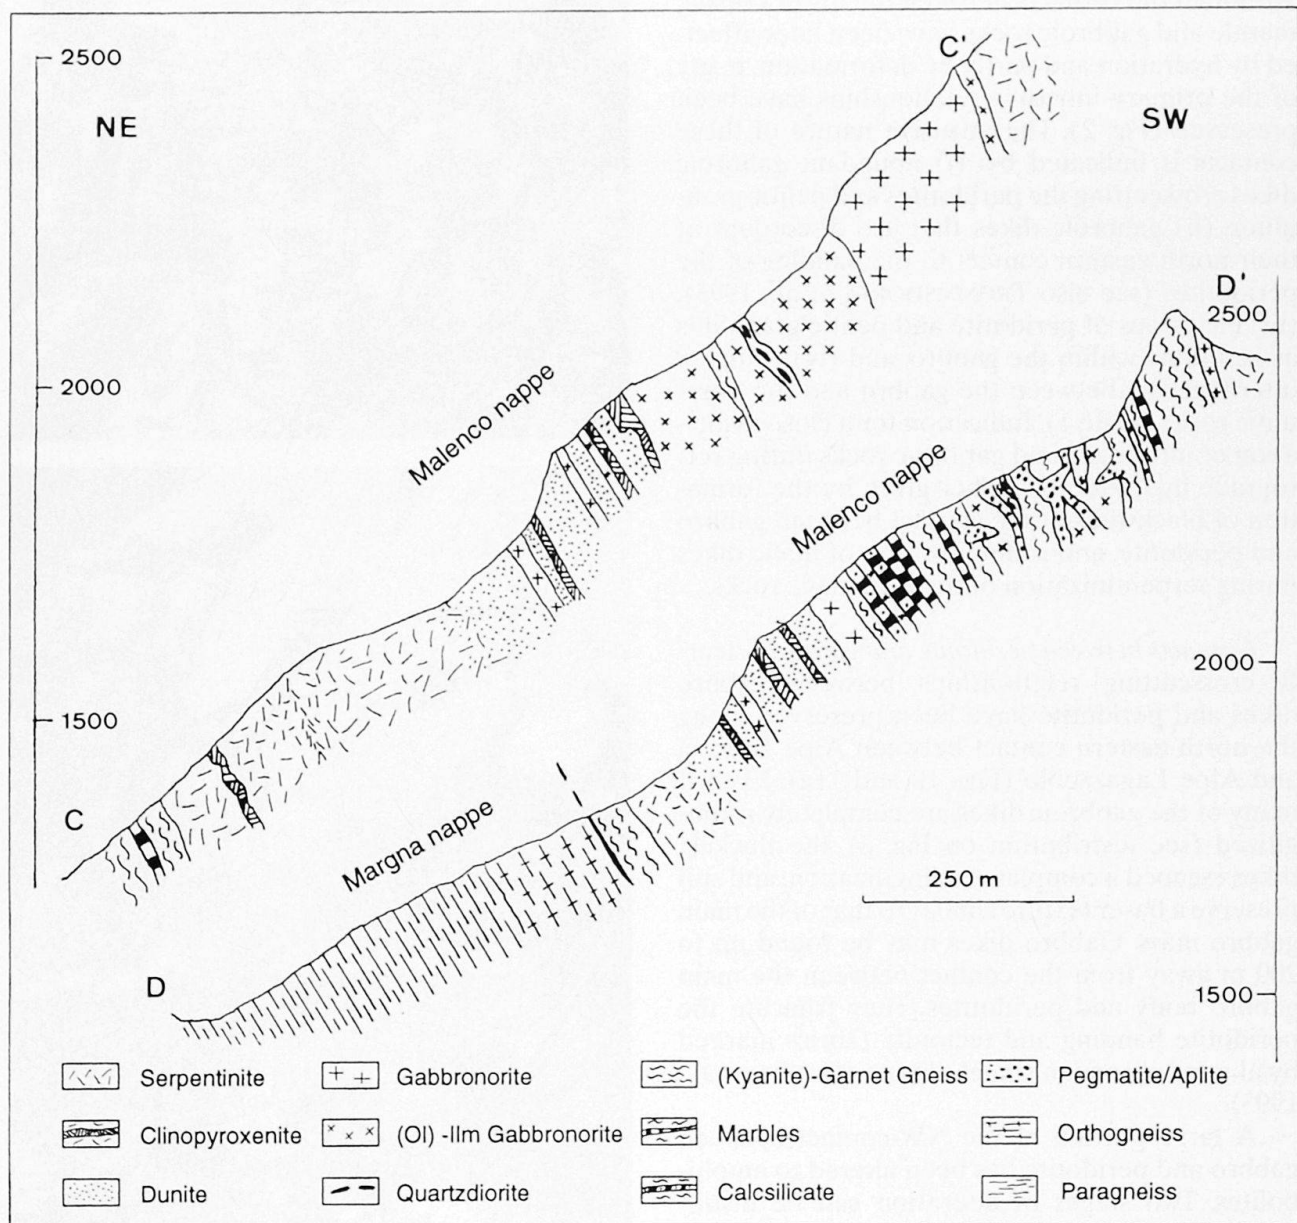 2500
NE
C'
SW
D'
2500
2000
Malenco nappe
Malenco nappe
2000
1500
C
Margna nappe
250 m
D
1500
Serpentinite
Gabbronorite
(Kyanite)-Garnet Gneiss
Pegmatite/Aplite
Clinopyroxenite
(Ol) -Ilm Gabbronorite
Marbles
Orthogneiss
Dunite
Quartzdiorite
Calcsilicate
Paragneiss